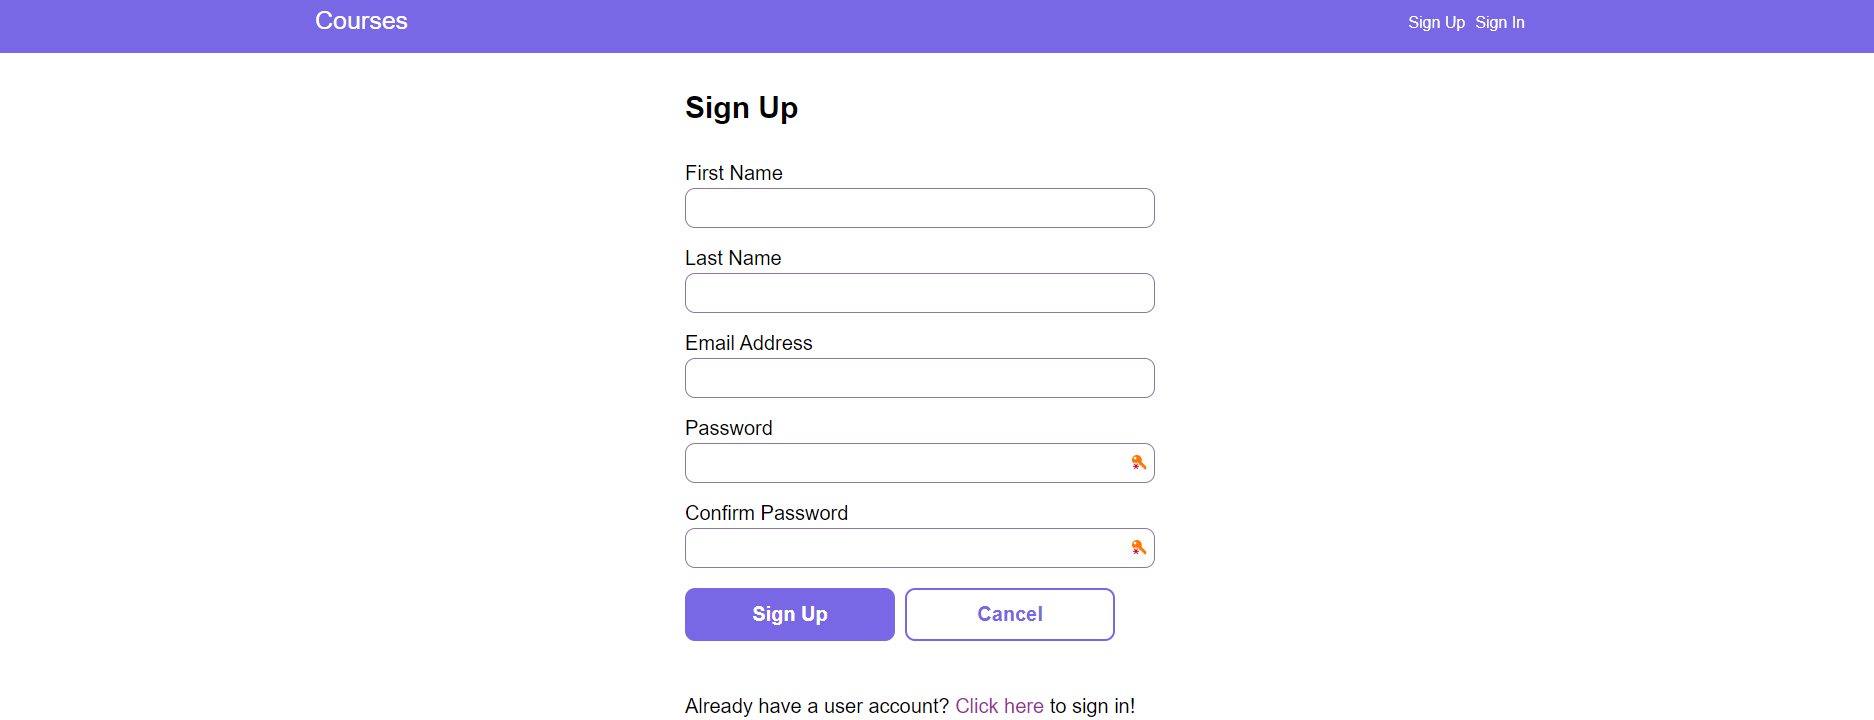 Courses
Sign Up Sign In
Sign Up
First Name
Last Name
Email Address
Password
Confirm Password
Sign Up
Cancel
Already have a user account? Click here to sign in!